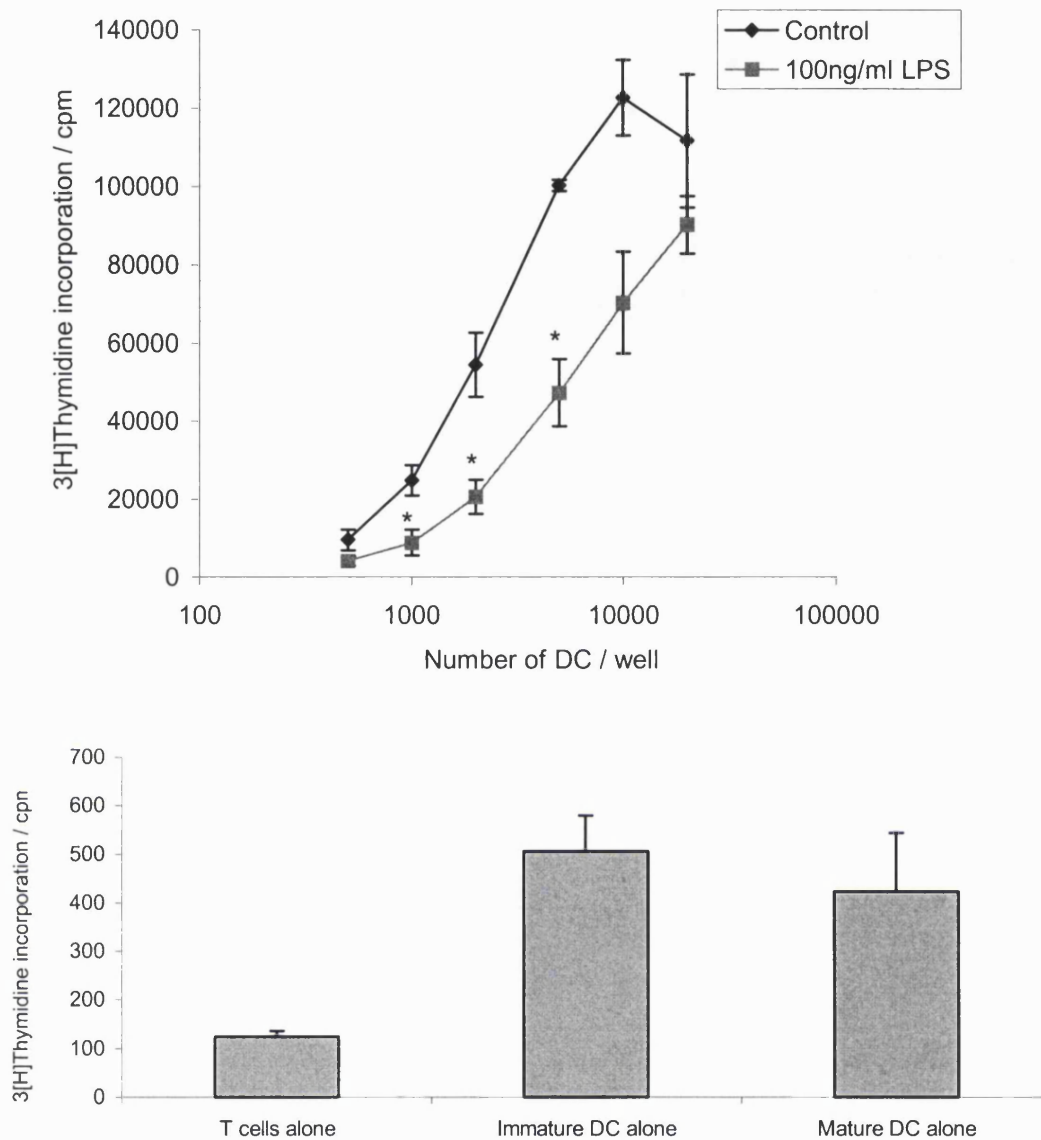 140000
120000
100000
80000
60000
40000
20000
0
3[H]Thymidine incorporation / cpm
Control
100ng/ml LPS
*
*
*
100 1000 10000 100000
Number of DC / well
700
600
500
400
300
200
100
0
3[H]Thymidine incorporation / cpn
T cells alone Immature DC alone Mature DC alone